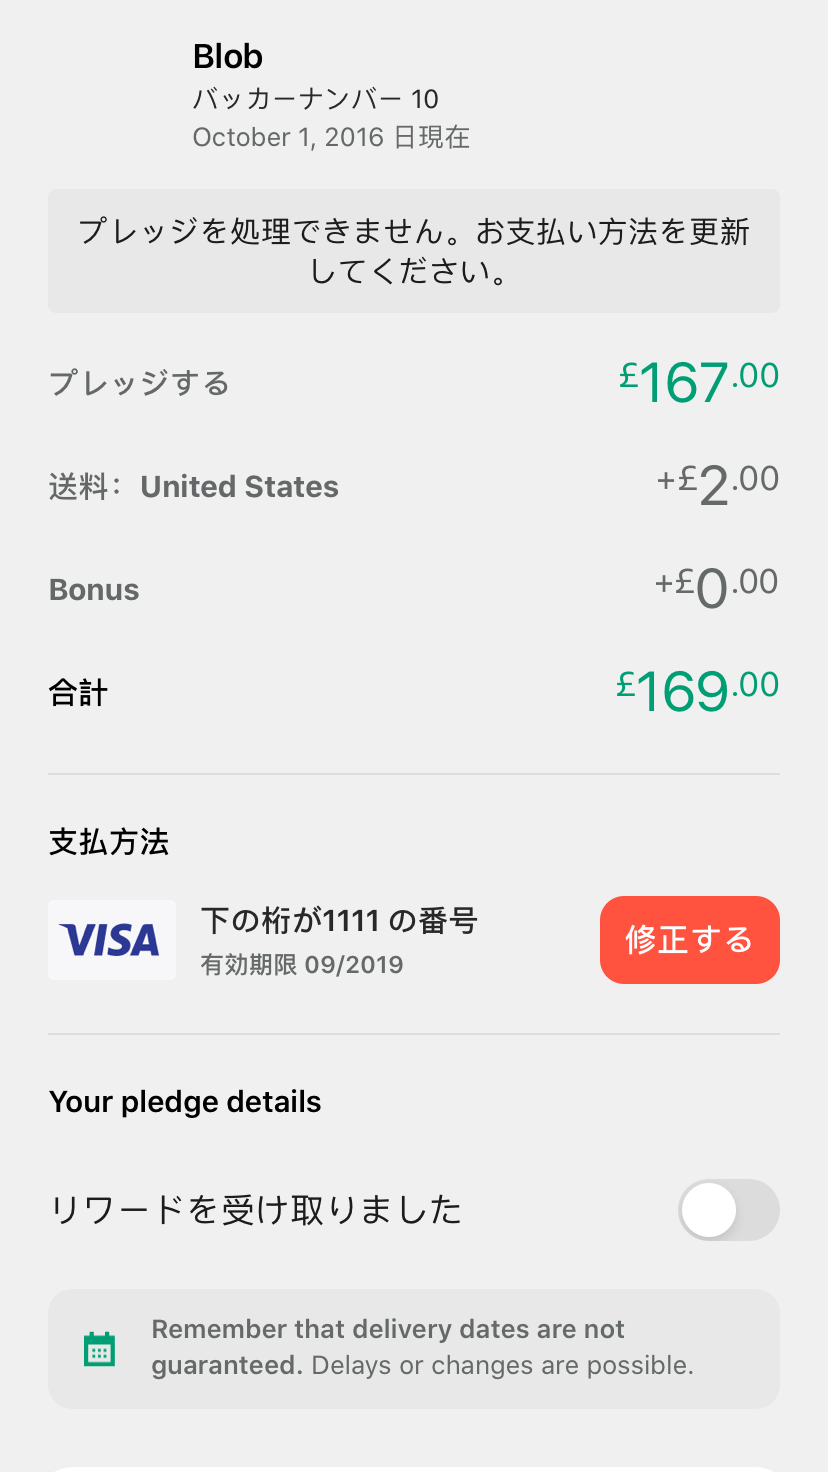 Blob
バッカーナンバー 10
October 1, 2016 日現在
プレッジを処理できません。お支払い方法を更新
してください。
プレッジする £167.00
送料： United States +£2.00
Bonus +£0.00
合計 £169.00
支払方法
VISA 下の桁が1111 の番号
有効期限 09/2019
修正する
Your pledge details
リワードを受け取りました
Remember that delivery dates are not
guaranteed. Delays or changes are possible.